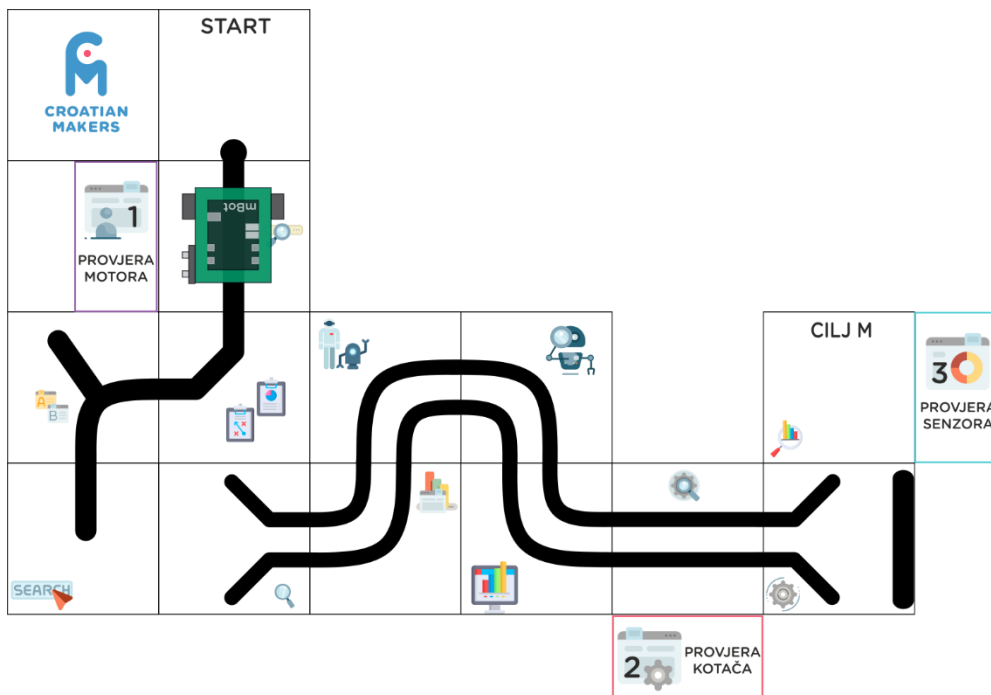 START
CROATIAN
MAKERS
1
PROVJERA
MOTORA
mBot
CILJ M
3
PROVJERA
SENZORA
A
B
SEARCH
2
PROVJERA
KOTAČA